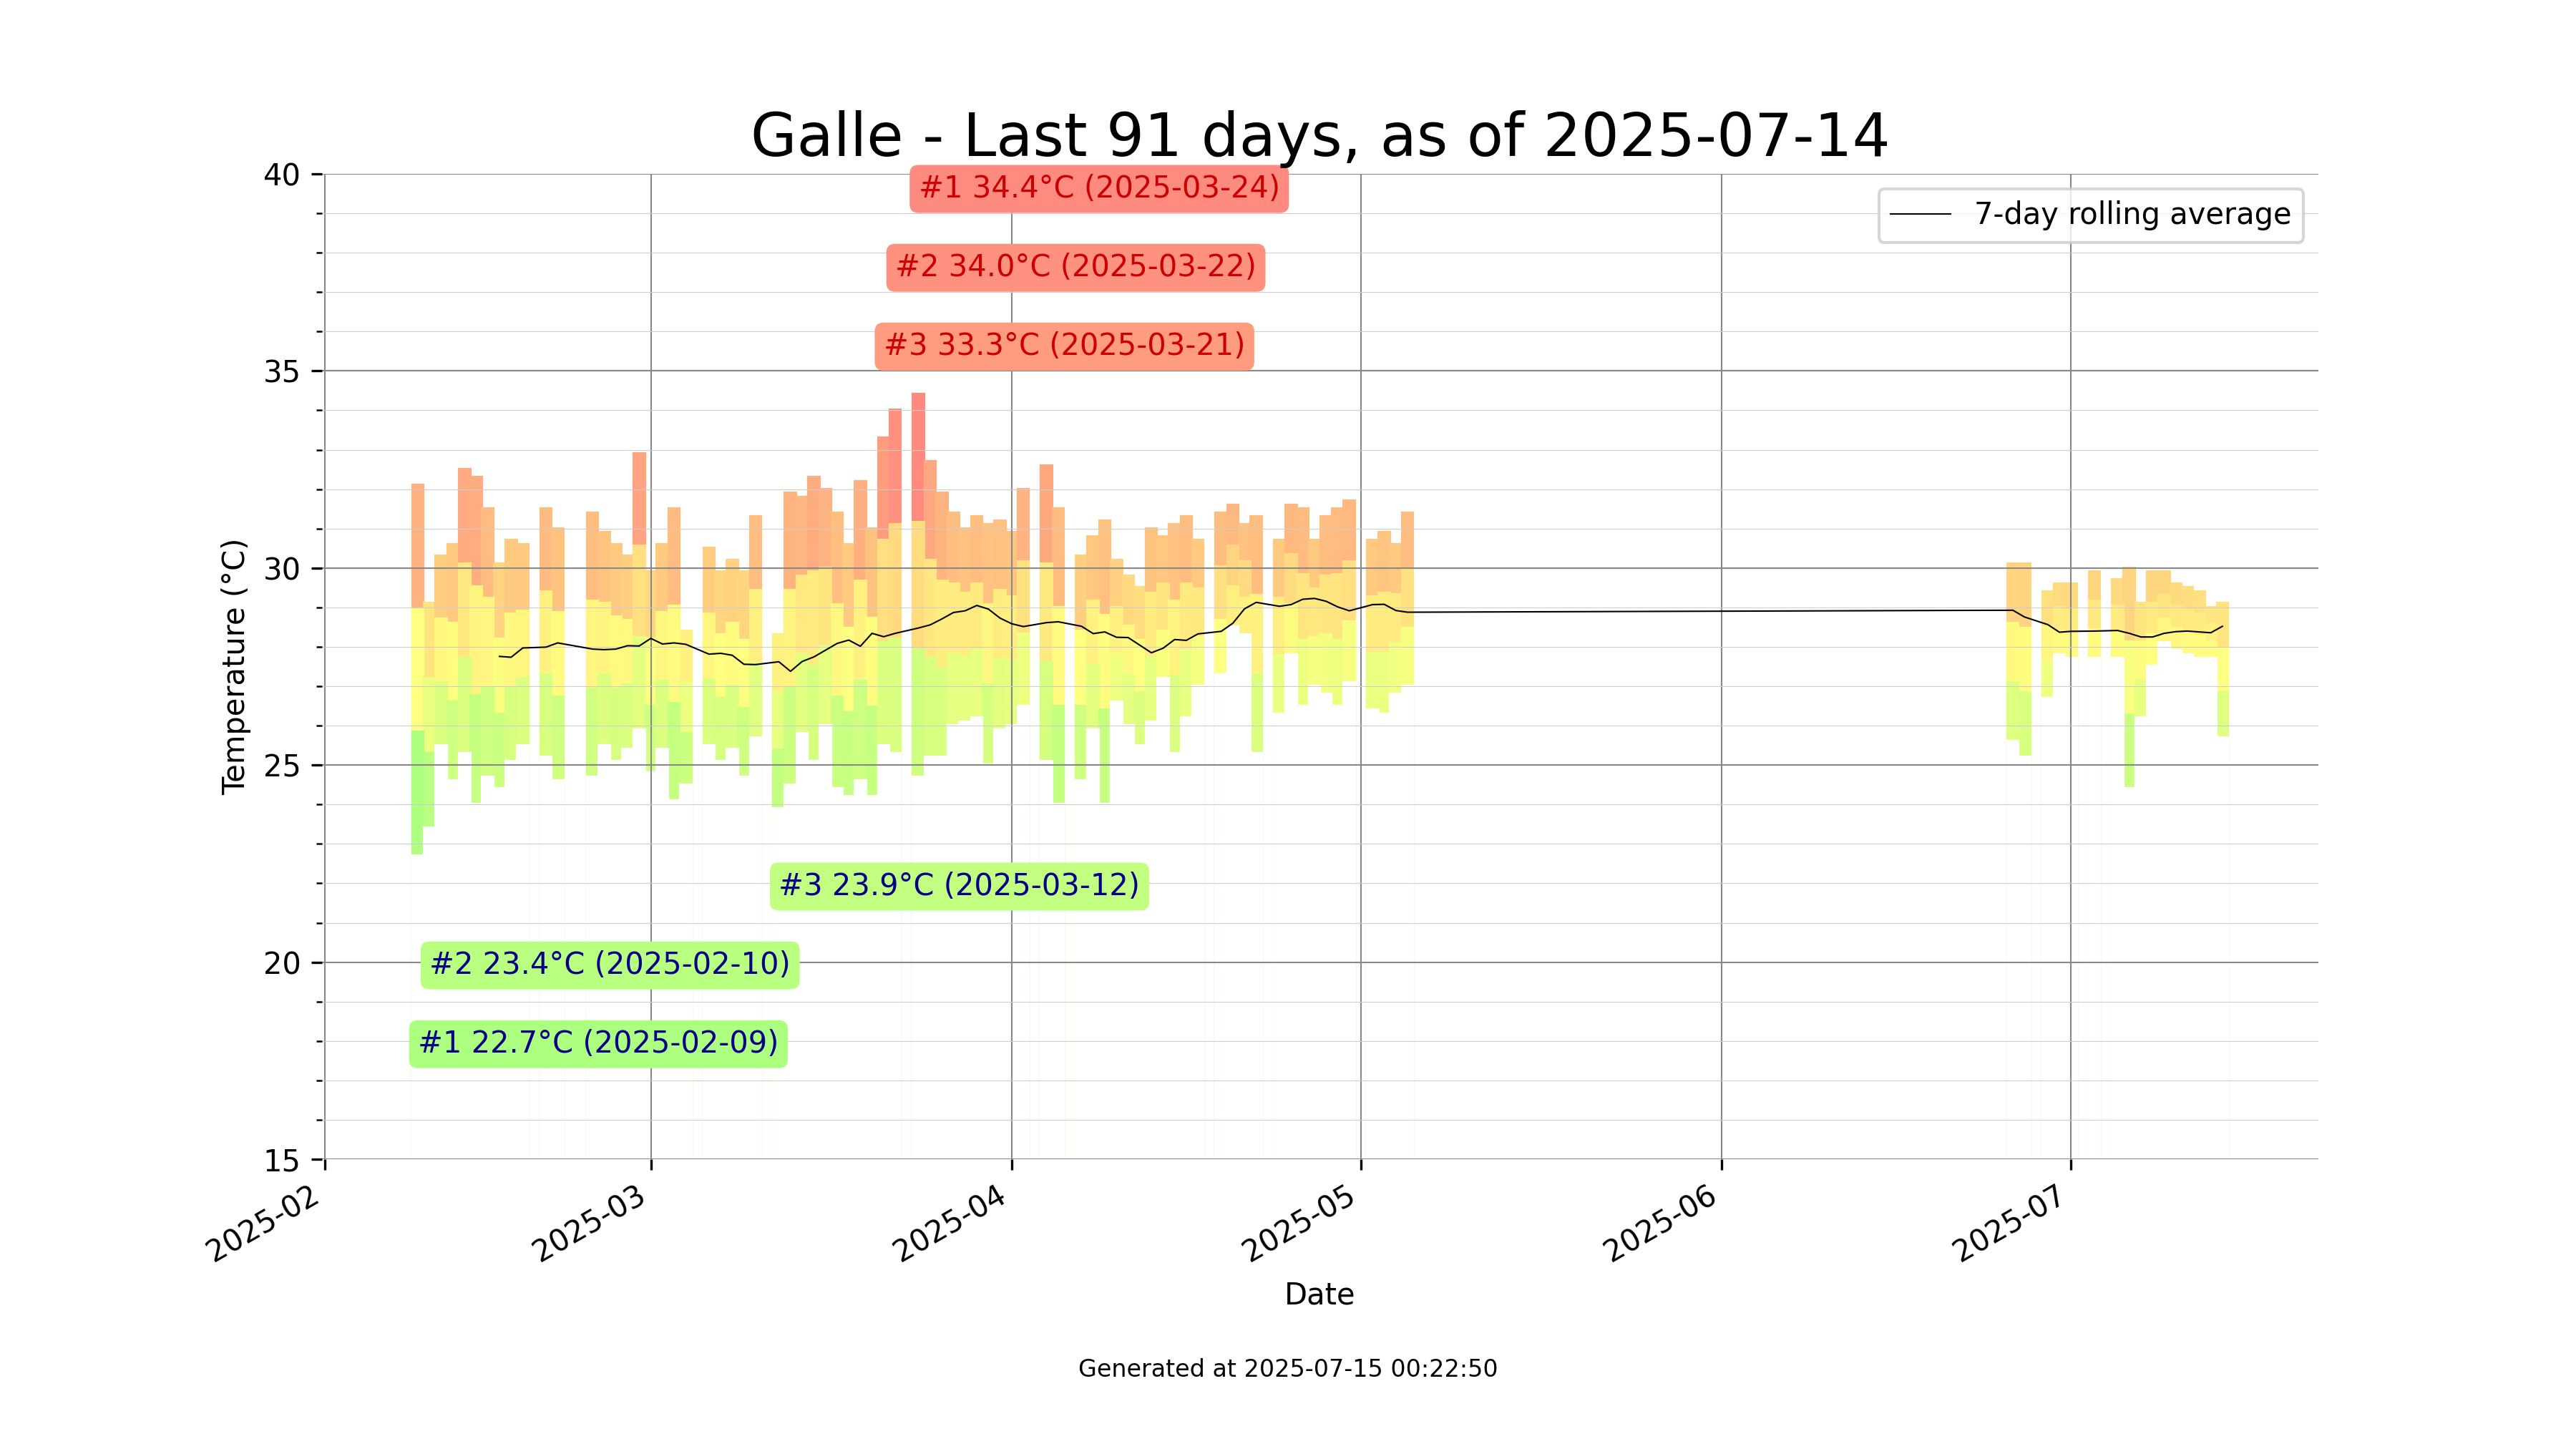 Galle - Last 91 days, as of 2025-07-14
40
#1 34.4°C (2025-03-24)
7-day rolling average
#2 34.0°C (2025-03-22)
#3 33.3°C (2025-03-21)
35
30
Temperature (°C)
25
#3 23.9°C (2025-03-12)
20
#2 23.4°C (2025-02-10)
#1 22.7°C (2025-02-09)
15
2025-02
2025-03
2025-04
2025-05
2025-06
2025-07
Date
Generated at 2025-07-15 00:22:50